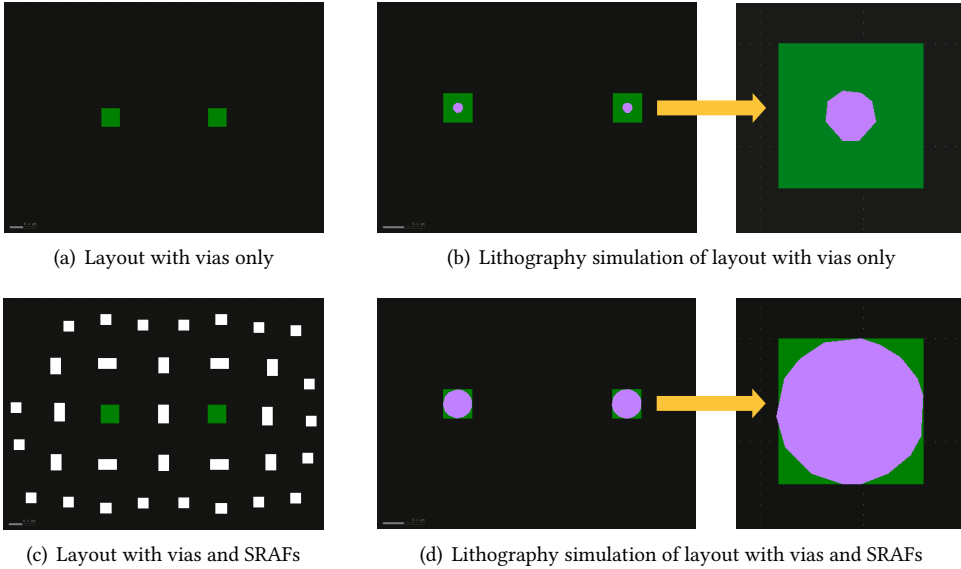 (a) Layout with vias only
(b) Lithography simulation of layout with vias only
(c) Layout with vias and SRAFs
(d) Lithography simulation of layout with vias and SRAFs